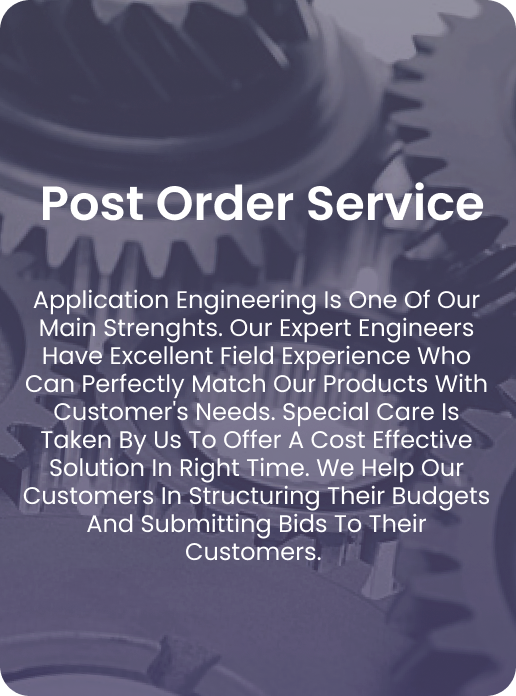 Post Order Service
Application Engineering Is One Of Our
Main Strenghts. Our Expert Engineers
Have Excellent Field Experience Who
Can Perfectly Match Our Products With
Customer's Needs. Special Care Is
Taken By Us To Offer A Cost Effective
Solution In Right Time. We Help Our
Customers In Structuring Their Budgets
And Submitting Bids To Their
Customers.